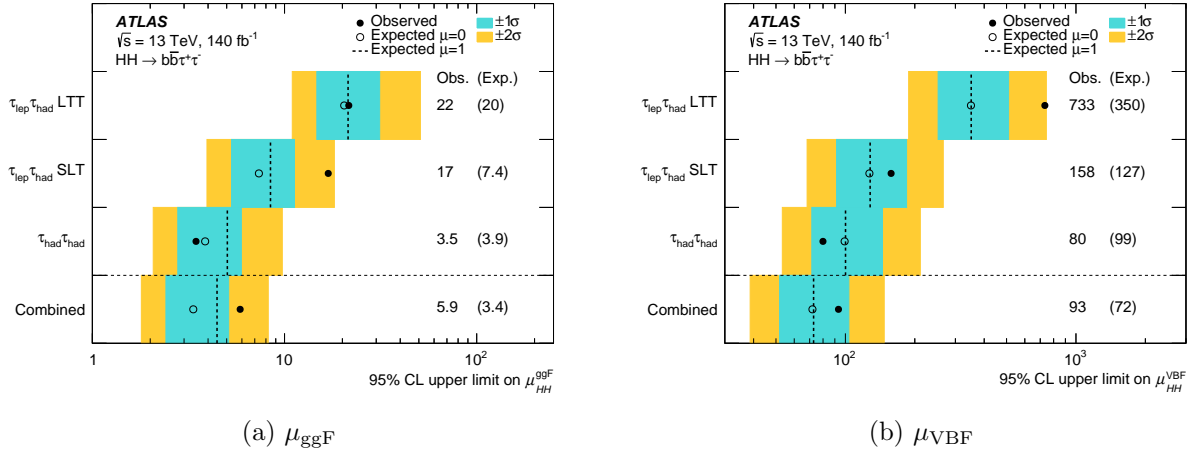 ATLAS
√s = 13 TeV, 140 fb⁻¹
HH → bb̅τ⁺τ⁻
Observed
Expected μ=0
Expected μ=1
±1σ
±2σ
Obs. (Exp.)
τlepτhad LTT 22 (20)
τlepτhad SLT 17 (7.4)
τhadτhad 3.5 (3.9)
Combined 5.9 (3.4)
1 10 10²
95% CL upper limit on μ_HH^ggF
(a) μggF
ATLAS
√s = 13 TeV, 140 fb⁻¹
HH → bb̅τ⁺τ⁻
Observed
Expected μ=0
Expected μ=1
±1σ
±2σ
Obs. (Exp.)
τlepτhad LTT 733 (350)
τlepτhad SLT 158 (127)
τhadτhad 80 (99)
Combined 93 (72)
10² 10³
95% CL upper limit on μ_HH^VBF
(b) μVBF